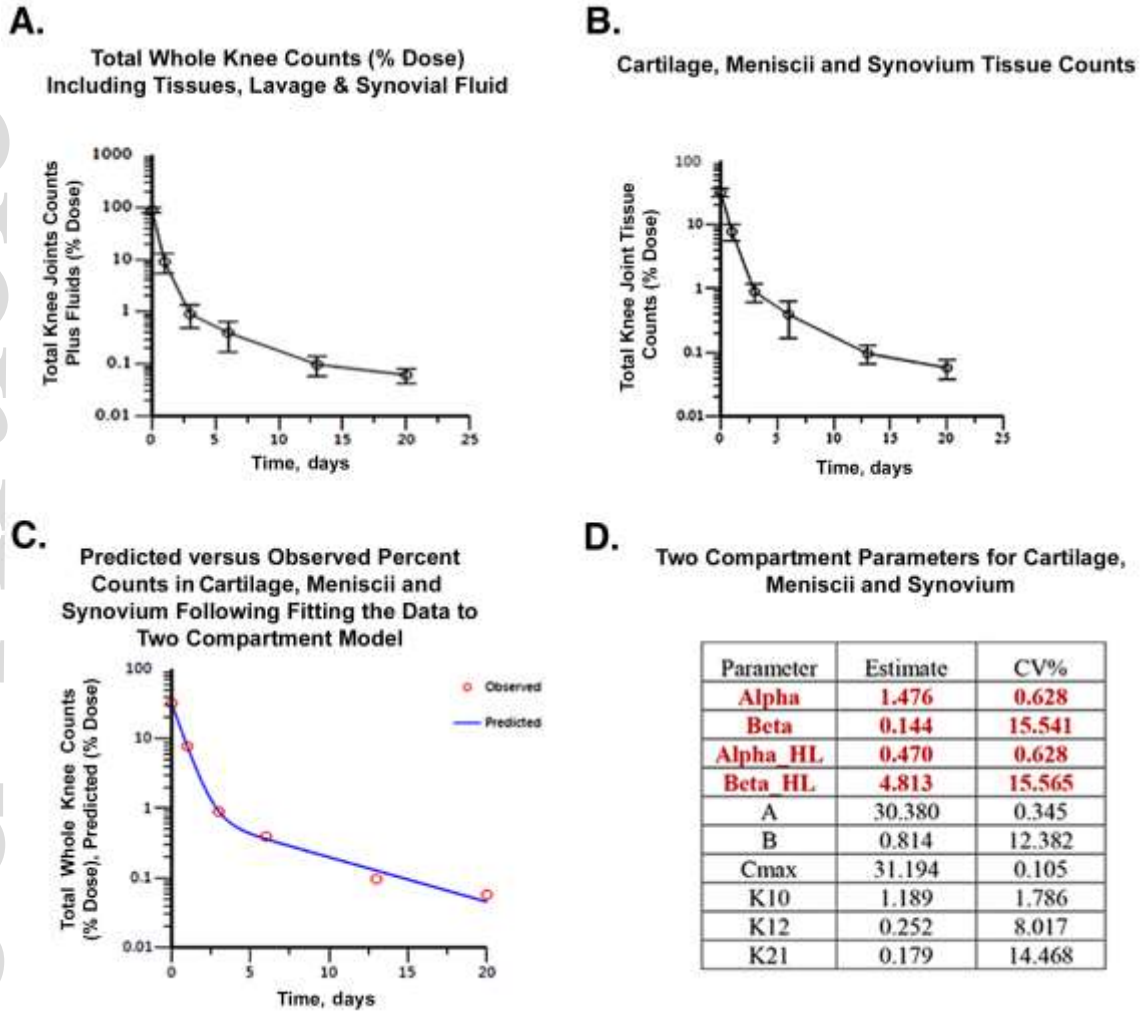 A.
Total Whole Knee Counts (% Dose)
Including Tissues, Lavage & Synovial Fluid
Total Knee Joints Counts
Plus Fluids (% Dose)
1000
100
10
1
0.1
0.01
0
5
10
15
20
25
Time, days
B.
Cartilage, Meniscii and Synovium Tissue Counts
Total Knee Joint Tissue
Counts (% Dose)
100
10
1
0.1
0.01
0
5
10
15
20
25
Time, days
C.
Predicted versus Observed Percent
Counts in Cartilage, Meniscii and
Synovium Following Fitting the Data to
Two Compartment Model
Total Whole Knee Counts
(% Dose), Predicted (% Dose)
100
10
1
0.1
0.01
0
5
10
15
20
Observed
Predicted
Time, days
D.
Two Compartment Parameters for Cartilage,
Meniscii and Synovium
Parameter Estimate CV%
Alpha 1.476 0.628
Beta 0.144 15.541
Alpha_HL 0.470 0.628
Beta_HL 4.813 15.565
A 30.380 0.345
B 0.814 12.382
Cmax 31.194 0.105
K10 1.189 1.786
K12 0.252 8.017
K21 0.179 14.468